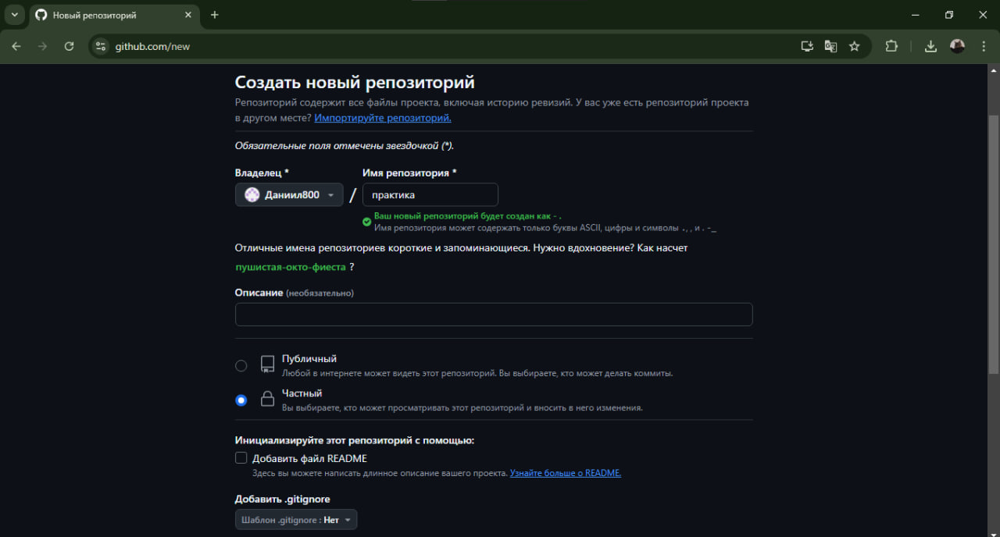 Новый репозиторий
github.com/new
Создать новый репозиторий
Репозиторий содержит все файлы проекта, включая историю ревизий. У вас уже есть репозиторий проекта
в другом месте? Импортируйте репозиторий.
Обязательные поля отмечены звездочкой (*).
Владелец * Имя репозитория *
Даниил800 / практика
Ваш новый репозиторий будет создан как - .
Имя репозитория может содержать только буквы ASCII, цифры и символы ., , и . -_
Отличные имена репозиториев короткие и запоминающиеся. Нужно вдохновение? Как насчет
пушистая-окто-фиеста ?
Описание (необязательно)
Публичный
Любой в интернете может видеть этот репозиторий. Вы выбираете, кто может делать коммиты.
Частный
Вы выбираете, кто может просматривать этот репозиторий и вносить в него изменения.
Инициализируйте этот репозиторий с помощью:
Добавить файл README
Здесь вы можете написать длинное описание вашего проекта. Узнайте больше о README.
Добавить .gitignore
Шаблон .gitignore : Нет